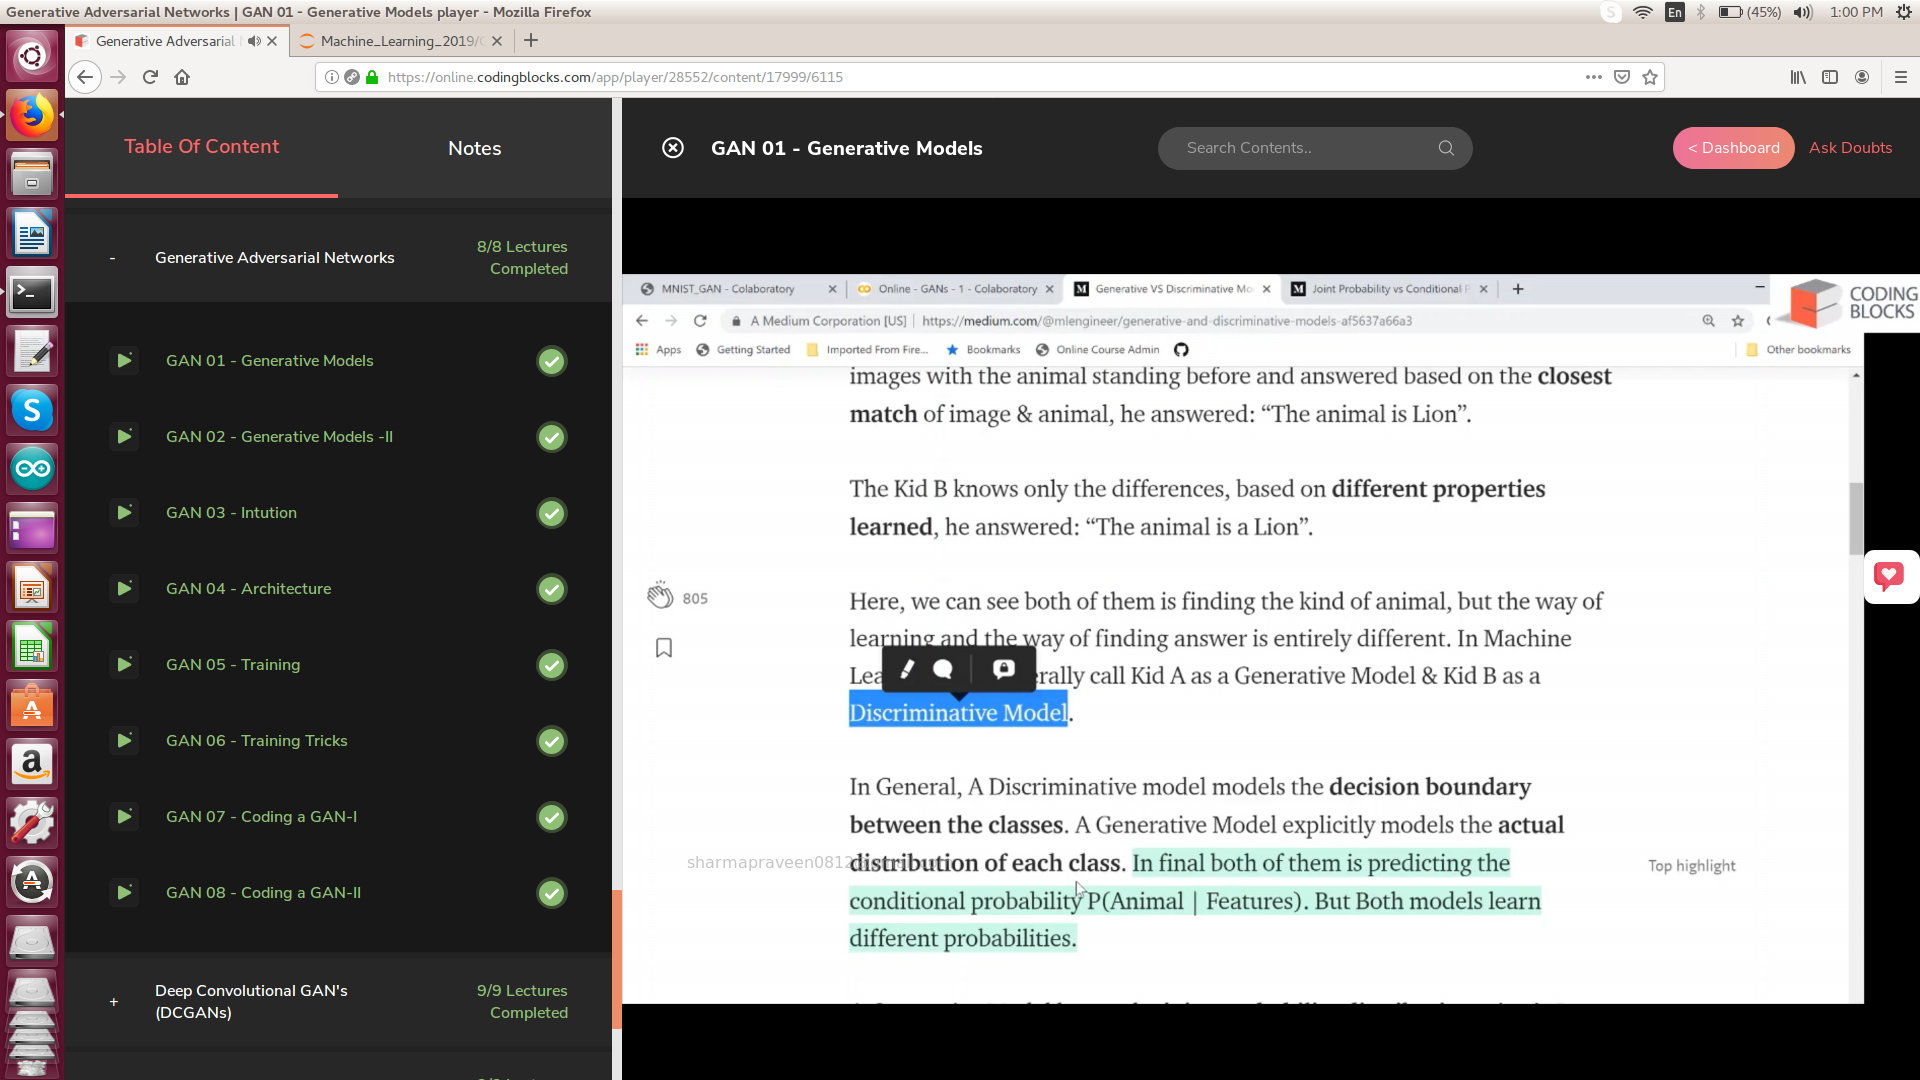 Generative Adversarial Networks | GAN 01 - Generative Models player - Mozilla Firefox
S
En
(45%)
1:00 PM
Generative Adversarial
Machine_Learning_2019/
https://online.codingblocks.com/app/player/28552/content/17999/6115
Table Of Content
Notes
GAN 01 - Generative Models
Search Contents..
< Dashboard
Ask Doubts
- Generative Adversarial Networks
8/8 Lectures
Completed
GAN 01 - Generative Models
GAN 02 - Generative Models -II
GAN 03 - Intution
GAN 04 - Architecture
GAN 05 - Training
GAN 06 - Training Tricks
GAN 07 - Coding a GAN-I
GAN 08 - Coding a GAN-II
+ Deep Convolutional GAN's
(DCGANs)
9/9 Lectures
Completed
MNIST_GAN - Colaboratory
Online - GANs - 1 - Colaboratory
Generative VS Discriminative Mo
Joint Probability vs Conditional P
CODING
BLOCKS
A Medium Corporation [US] | https://medium.com/@mlengineer/generative-and-discriminative-models-af5637a66a3
Apps
Getting Started
Imported From Fire...
Bookmarks
Online Course Admin
Other bookmarks
images with the animal standing before and answered based on the closest
match of image & animal, he answered: “The animal is Lion”.
The Kid B knows only the differences, based on different properties
learned, he answered: “The animal is a Lion”.
805
Here, we can see both of them is finding the kind of animal, but the way of
learning and the way of finding answer is entirely different. In Machine
Lea erally call Kid A as a Generative Model & Kid B as a
Discriminative Model.
In General, A Discriminative model models the decision boundary
between the classes. A Generative Model explicitly models the actual
distribution of each class. In final both of them is predicting the
conditional probability P(Animal | Features). But Both models learn
different probabilities.
Top highlight
sharmapraveen0812